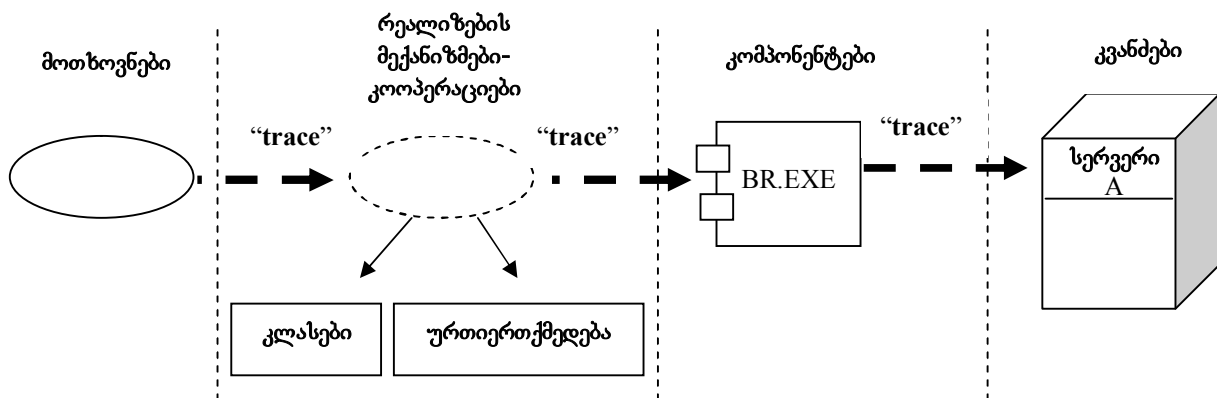 მოთხოვნები
რეალიზების
მექანიზმები-
კოოპერაციები
კომპონენტები
კვანძები
“trace”
“trace”
“trace”
BR.EXE
სერვერი
A
კლასები
ურთიერთქმედება